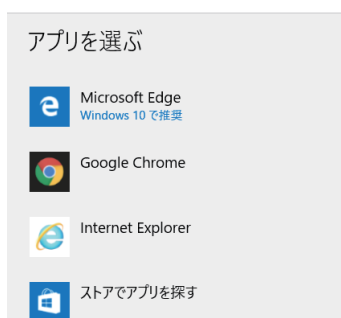 アプリを選ぶ
Microsoft Edge
Windows 10 で推奨
Google Chrome
Internet Explorer
ストアでアプリを探す